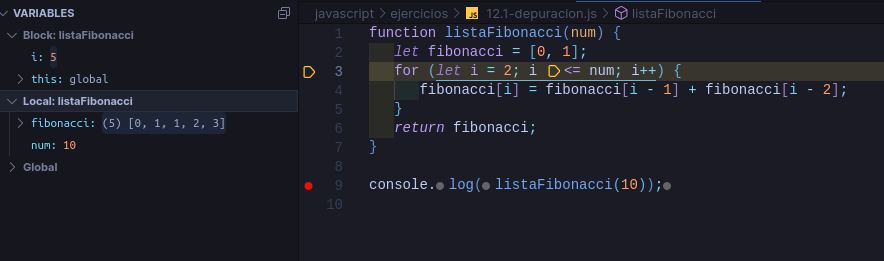 VARIABLES
Block: listaFibonacci
i: 5
this: global
Local: listaFibonacci
fibonacci: (5) [0, 1, 1, 2, 3]
num: 10
Global
javascript > ejercicios > JS 12.1-depuracion.js > listaFibonacci
1 function listaFibonacci(num) {
2 let fibonacci = [0, 1];
3 for (let i = 2; i <= num; i++) {
4 fibonacci[i] = fibonacci[i - 1] + fibonacci[i - 2];
5 }
6 return fibonacci;
7 }
8
9 console.log(listaFibonacci(10));
10